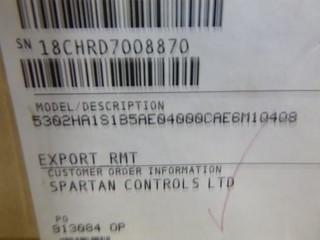 SN 18CHRD7008870
MODEL/DESCRIPTION
5302HA1S1B5AE04000CAE6M10408
EXPORT RMT
CUSTOMER ORDER INFORMATION
SPARTAN CONTROLS LTD
PO
913084 OP